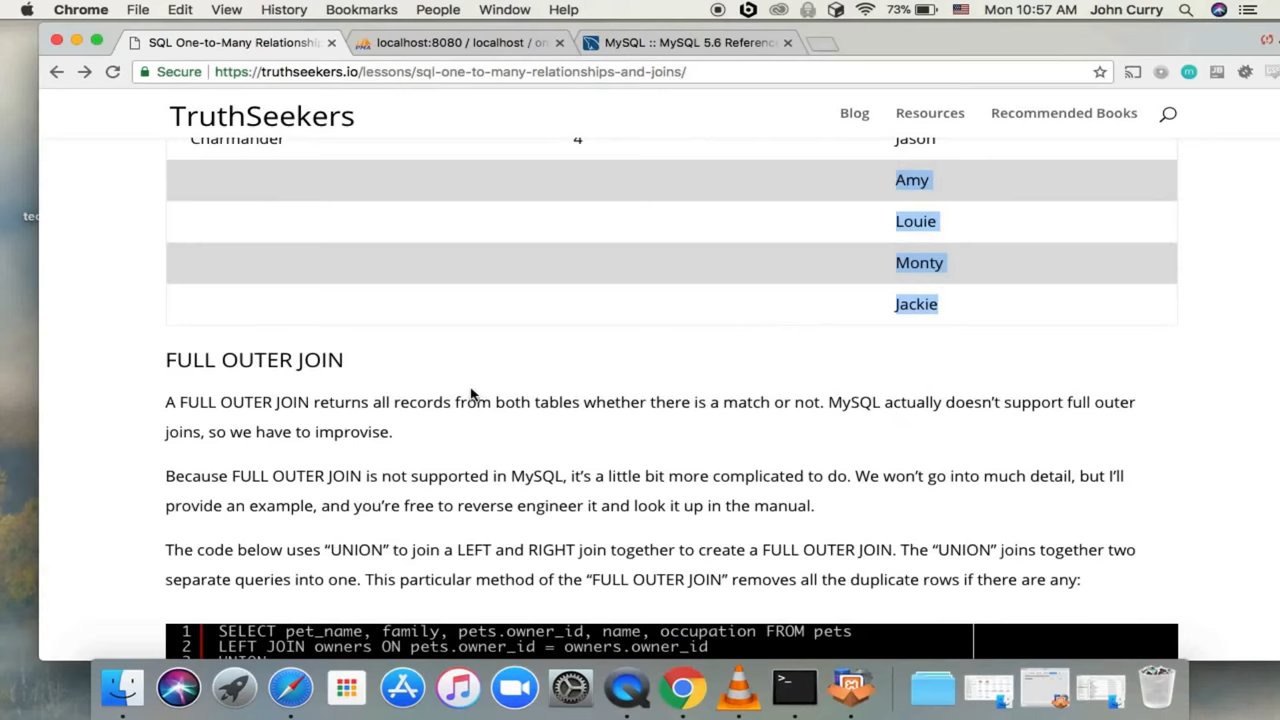 Chrome File Edit View History Bookmarks People Window Help 73% Mon 10:57 AM John Curry
SQL One-to-Many Relationshi
localhost:8080 / localhost / on
MySQL :: MySQL 5.6 Referenc
Secure https://truthseekers.io/lessons/sql-one-to-many-relationships-and-joins/
TruthSeekers Blog Resources Recommended Books
Charmander 4 Jason
Amy
tec
Louie
Monty
Jackie
FULL OUTER JOIN
A FULL OUTER JOIN returns all records from both tables whether there is a match or not. MySQL actually doesn’t support full outer
joins, so we have to improvise.
Because FULL OUTER JOIN is not supported in MySQL, it’s a little bit more complicated to do. We won’t go into much detail, but I’ll
provide an example, and you’re free to reverse engineer it and look it up in the manual.
The code below uses “UNION” to join a LEFT and RIGHT join together to create a FULL OUTER JOIN. The “UNION” joins together two
separate queries into one. This particular method of the “FULL OUTER JOIN” removes all the duplicate rows if there are any:
1 SELECT pet_name, family, pets.owner_id, name, occupation FROM pets
2 LEFT JOIN owners ON pets.owner_id = owners.owner_id
UNION